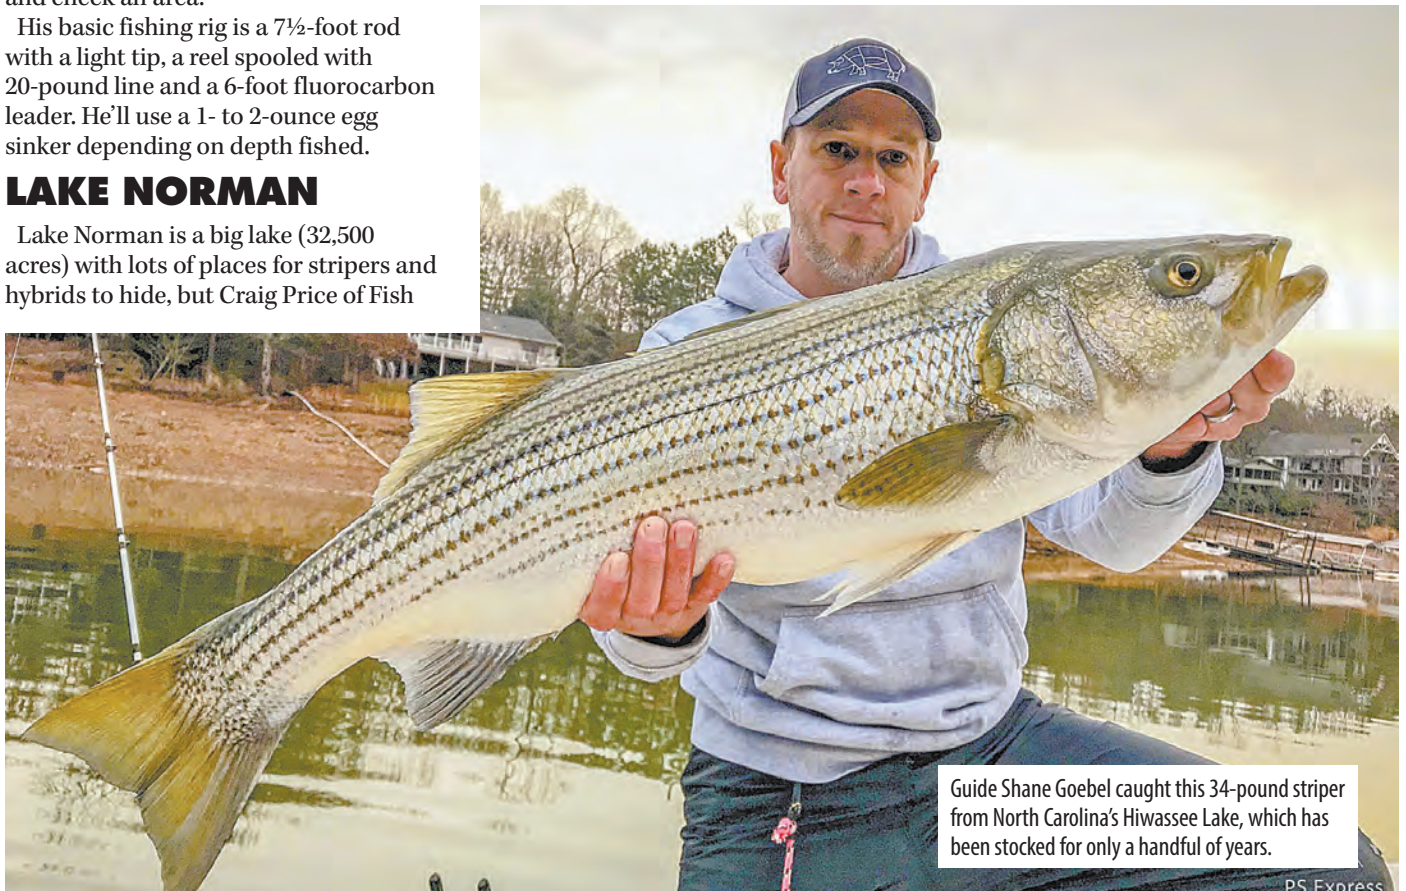 and check an area.
His basic fishing rig is a 7½-foot rod
with a light tip, a reel spooled with
20-pound line and a 6-foot fluorocarbon
leader. He’ll use a 1- to 2-ounce egg
sinker depending on depth fished.
LAKE NORMAN
Lake Norman is a big lake (32,500
acres) with lots of places for stripers and
hybrids to hide, but Craig Price of Fish
Guide Shane Goebel caught this 34-pound striper
from North Carolina’s Hiwassee Lake, which has
been stocked for only a handful of years.
PS Express